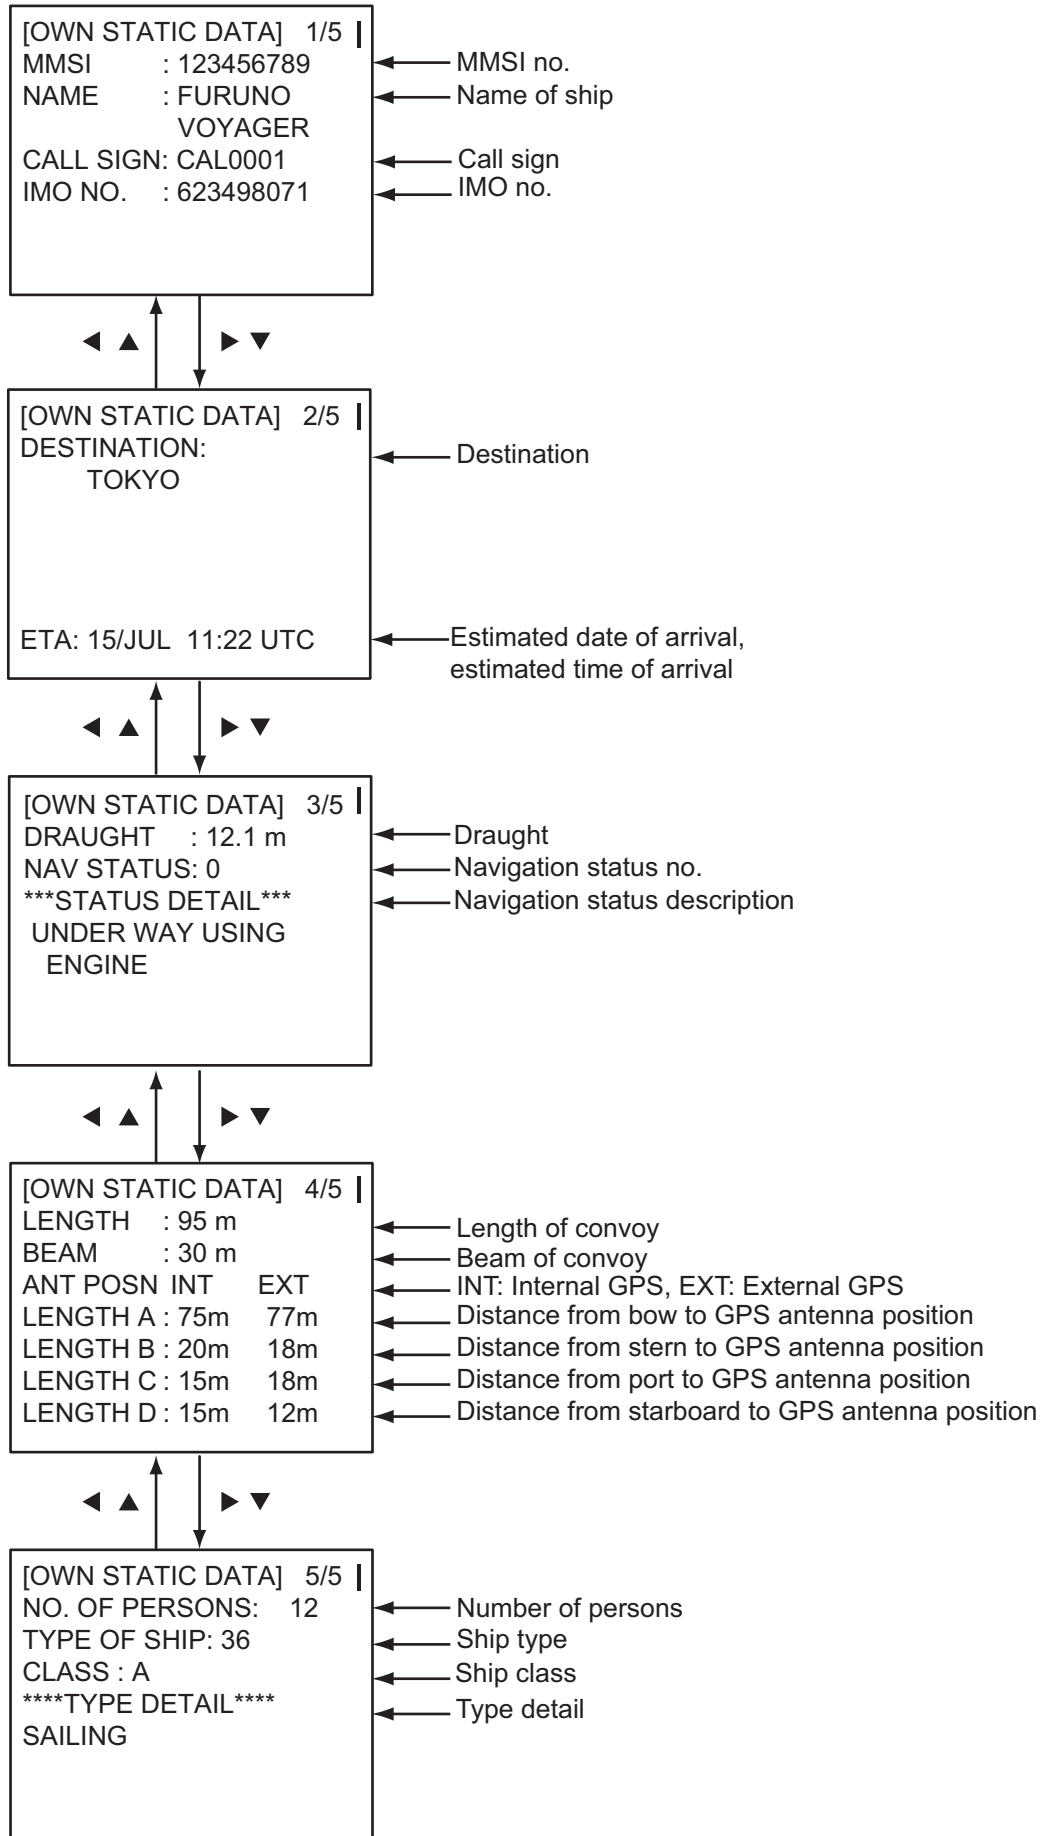 [OWN STATIC DATA] 1/5
MMSI : 123456789
NAME : FURUNO
VOYAGER
CALL SIGN: CAL0001
IMO NO. : 623498071
MMSI no.
Name of ship
Call sign
IMO no.
[OWN STATIC DATA] 2/5
DESTINATION:
TOKYO
ETA: 15/JUL 11:22 UTC
Destination
Estimated date of arrival,
estimated time of arrival
[OWN STATIC DATA] 3/5
DRAUGHT : 12.1 m
NAV STATUS: 0
***STATUS DETAIL***
UNDER WAY USING
ENGINE
Draught
Navigation status no.
Navigation status description
[OWN STATIC DATA] 4/5
LENGTH : 95 m
BEAM : 30 m
ANT POSN INT EXT
LENGTH A : 75m 77m
LENGTH B : 20m 18m
LENGTH C : 15m 18m
LENGTH D : 15m 12m
Length of convoy
Beam of convoy
INT: Internal GPS, EXT: External GPS
Distance from bow to GPS antenna position
Distance from stern to GPS antenna position
Distance from port to GPS antenna position
Distance from starboard to GPS antenna position
[OWN STATIC DATA] 5/5
NO. OF PERSONS: 12
TYPE OF SHIP: 36
CLASS : A
****TYPE DETAIL****
SAILING
Number of persons
Ship type
Ship class
Type detail